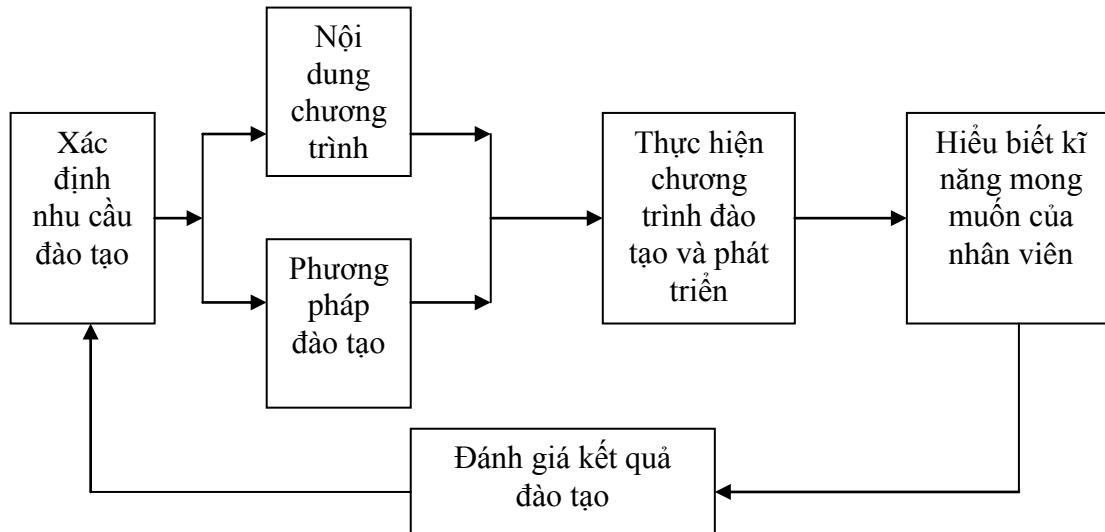 Xác
định
nhu cầu
đào tạo
Nội
dung
chương
trình
Phương
pháp
đào tạo
Thực hiện
chương
trình đào
tạo và phát
triển
Hiểu biết kĩ
năng mong
muốn của
nhân viên
Đánh giá kết quả
đào tạo